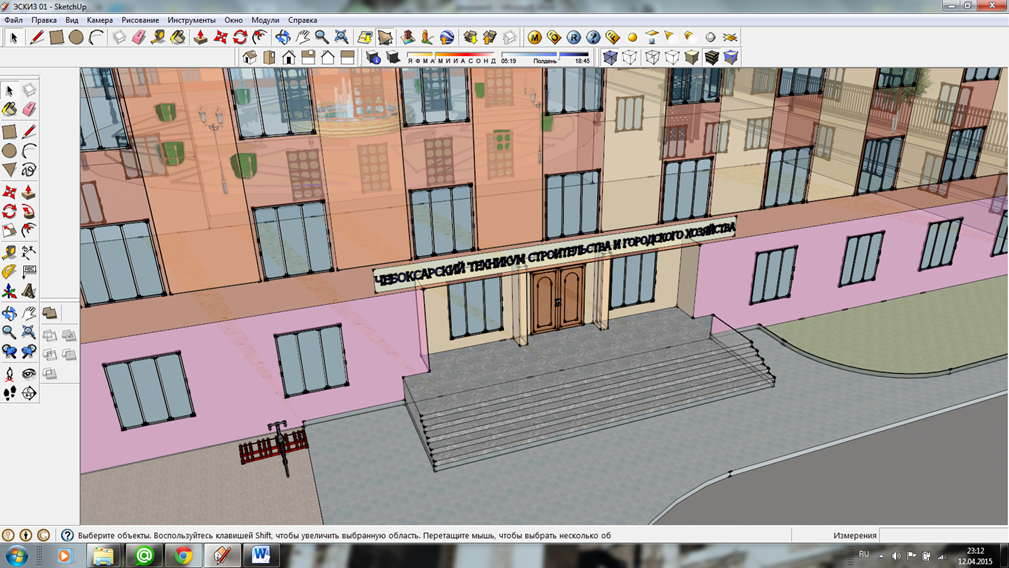 ЭСКИЗ 01 - SketchUp
Файл Правка Вид Камера Рисование Инструменты Окно Модули Справка
Я Ф М А М И И А С О Н Д 05:19 Полдень 18:45
ЧЕБОКСАРСКИЙ ТЕХНИКУМ СТРОИТЕЛЬСТВА И ГОРОДСКОГО ХОЗЯЙСТВА
Выберите объекты. Воспользуйтесь клавишей Shift, чтобы увеличить выбранную область. Перетащите мышь, чтобы выбрать несколько об
Измерения
RU
23:12
12.04.2015